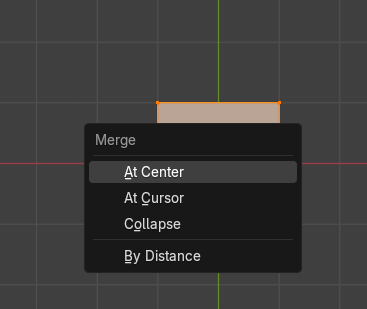 Merge
At Center
At Cursor
Collapse
By Distance